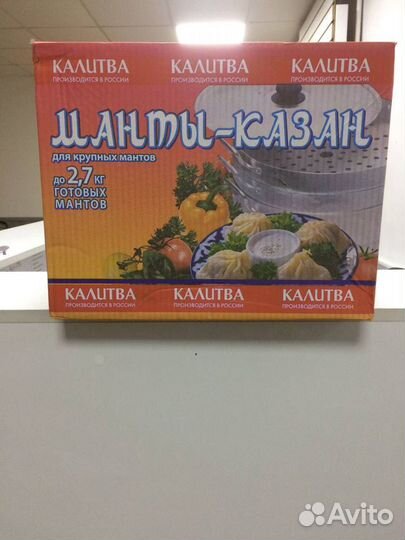 КАЛИТВА КАЛИТВА КАЛИТВА
ПРОИЗВОДИТСЯ В РОССИИ ПРОИЗВОДИТСЯ В РОССИИ ПРОИЗВОДИТСЯ В РОССИИ
МАНТЫ-КАЗАН
для крупных мантов
до 2,7 кг
ГОТОВЫХ
МАНТОВ
КАЛИТВА КАЛИТВА КАЛИТВА
ПРОИЗВОДИТСЯ В РОССИИ ПРОИЗВОДИТСЯ В РОССИИ ПРОИЗВОДИТСЯ В РОССИИ
Avito